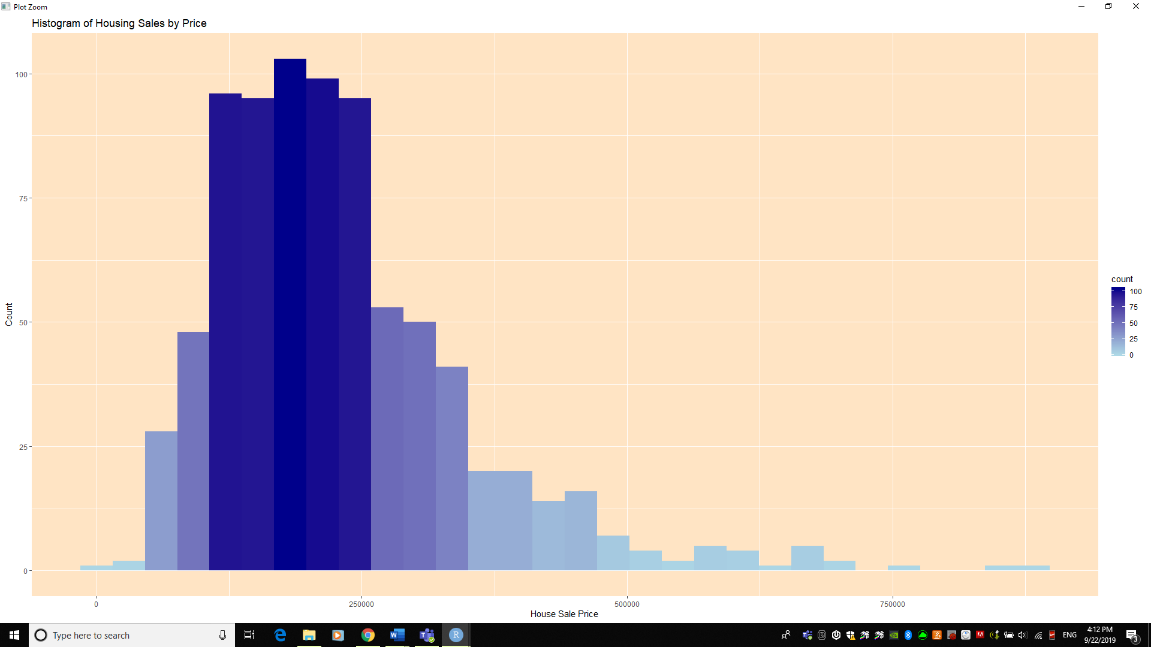 Plot Zoom
Histogram of Housing Sales by Price
100
75
50
25
0
Count
0
250000
500000
750000
House Sale Price
count
100
75
50
25
0
Type here to search
ENG
4:12 PM
9/22/2019
3